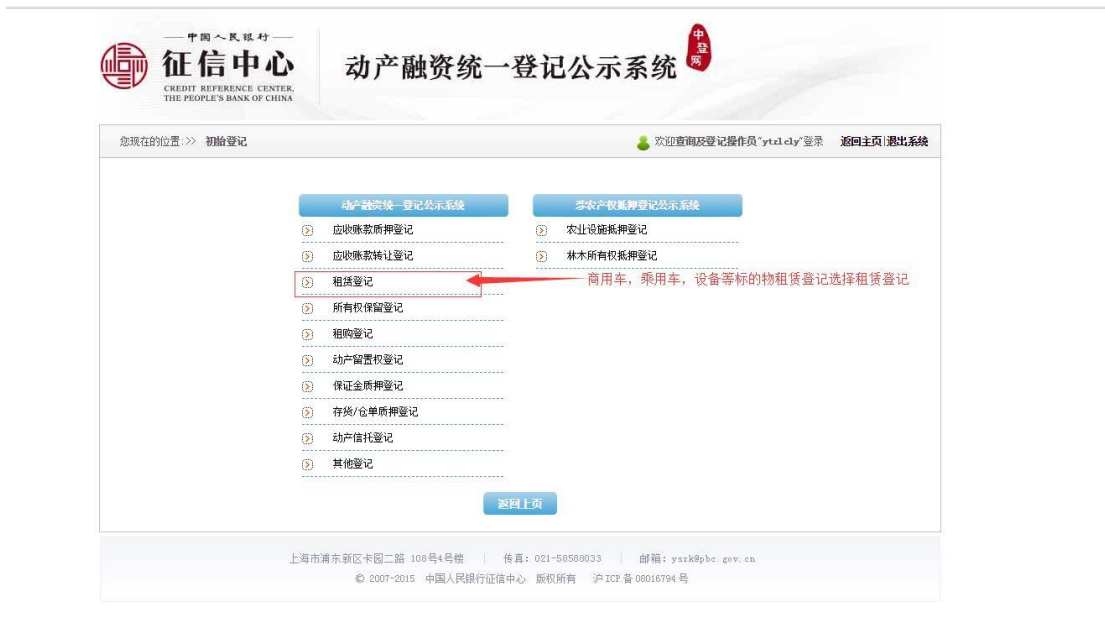 中国人民银行
征信中心
CREDIT REFERENCE CENTER,
THE PEOPLE'S BANK OF CHINA
动产融资统一登记公示系统
中登网
您现在的位置:>> 初始登记
欢迎查询及登记操作员"ytzlcly"登录 返回主页|退出系统
动产融资统一登记公示系统
应收账款质押登记
应收账款转让登记
租赁登记
所有权保留登记
租购登记
动产留置权登记
保证金质押登记
存货/仓单质押登记
动产信托登记
其他登记
涉农产权抵押登记公示系统
农业设施抵押登记
林木所有权抵押登记
商用车，乘用车，设备等标的物租赁登记选择租赁登记
返回上页
上海市浦东新区卡园二路 108号4号楼 | 传真：021-58588033 | 邮箱：yszk@pbc.gov.cn
© 2007-2015 中国人民银行征信中心 版权所有 沪ICP备08016794号